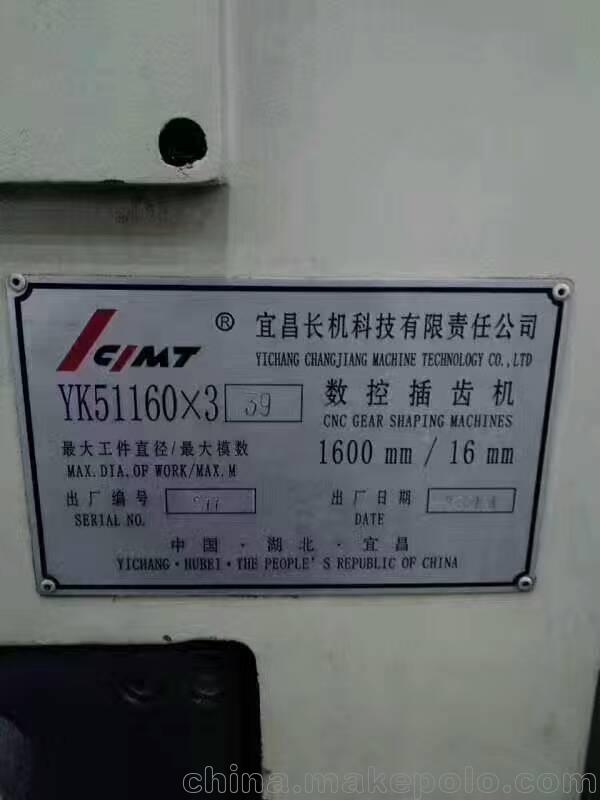 CIMT ® 宜昌长机科技有限责任公司
YICHANG CHANGJIANG MACHINE TECHNOLOGY CO.,LTD
YK51160×3 39 数控插齿机
CNC GEAR SHAPING MACHINES
最大工件直径/最大模数 1600 mm / 16 mm
MAX.DIA.OF WORK/MAX.M
出厂编号 出厂日期
SERIAL NO. DATE
中国·湖北·宜昌
YICHANG·HUBEI·THE PEOPLE'S REPUBLIC OF CHINA
china.makepolo.com